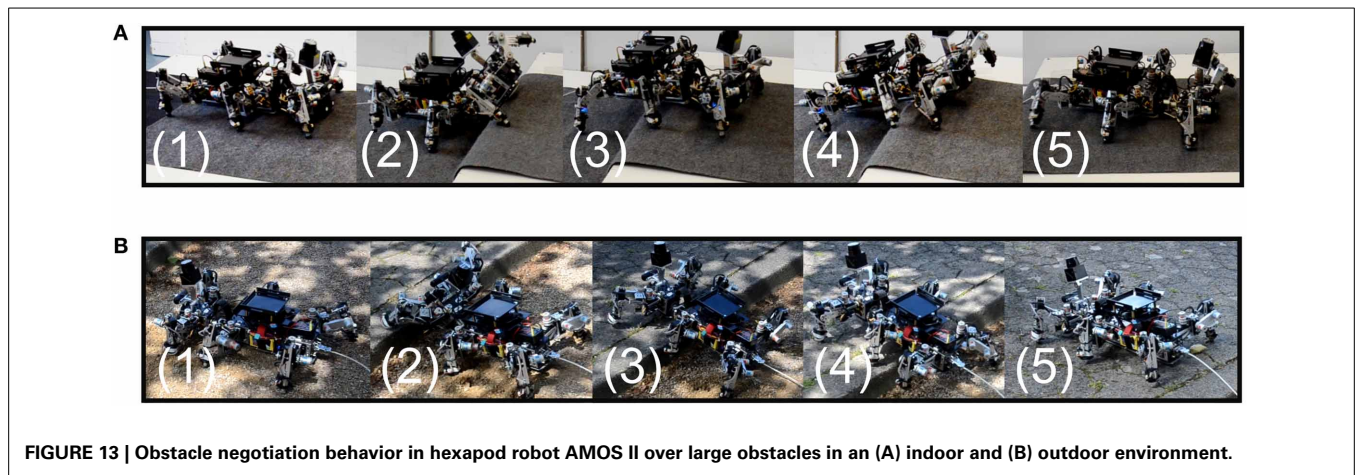 A
(1) (2) (3) (4) (5)
B
(1) (2) (3) (4) (5)
FIGURE 13 | Obstacle negotiation behavior in hexapod robot AMOS II over large obstacles in an (A) indoor and (B) outdoor environment.